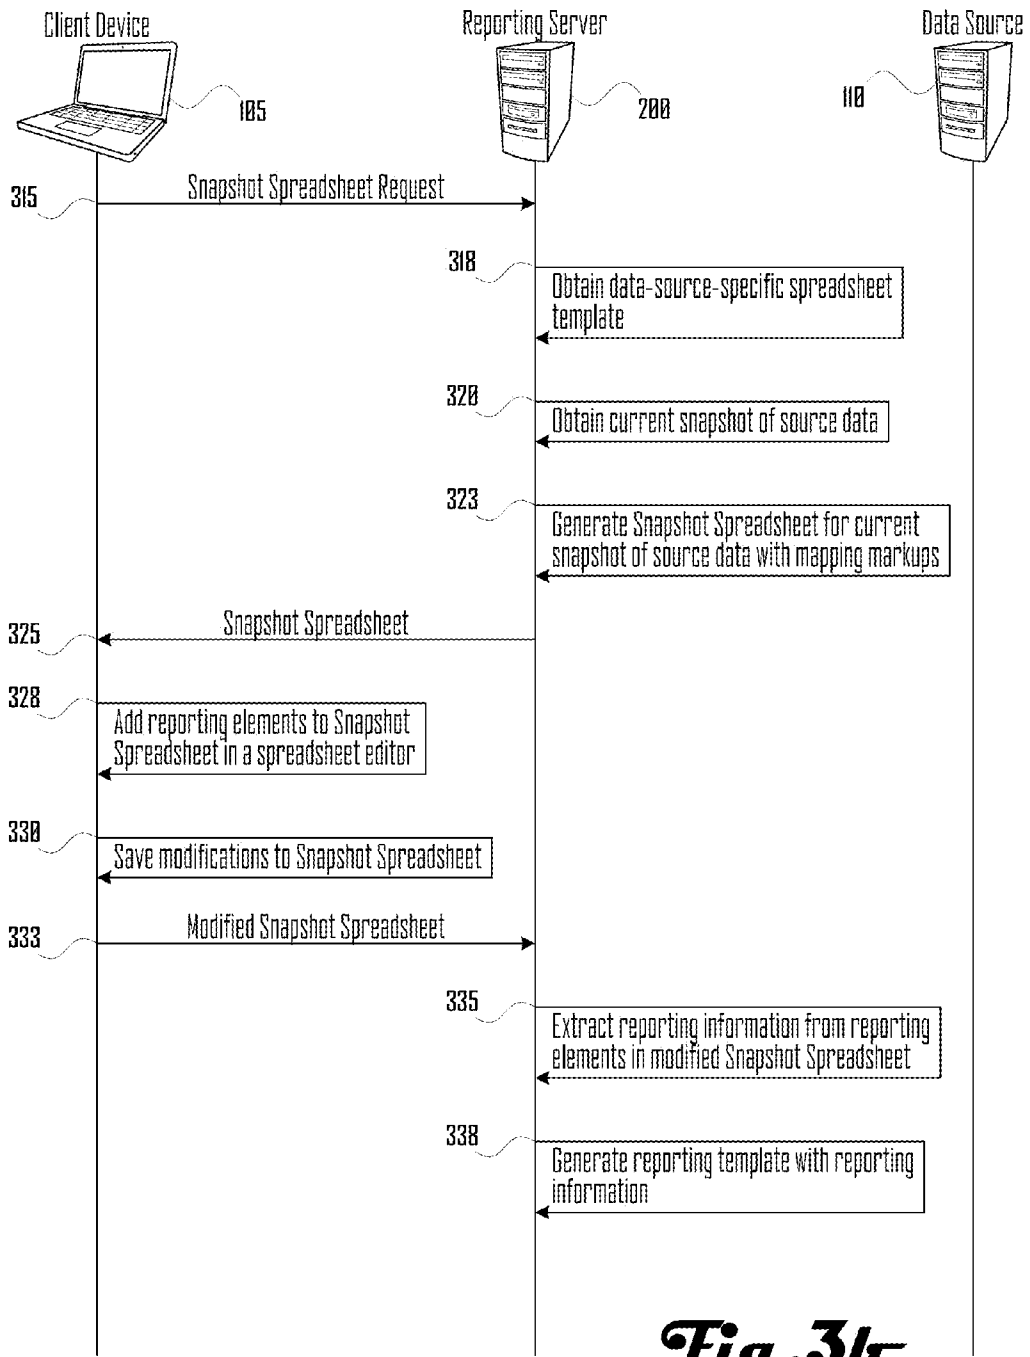 Client Device
Reporting Server
Data Source
105
200
110
315
Snapshot Spreadsheet Request
318
Obtain data-source-specific spreadsheet
template
320
Obtain current snapshot of source data
323
Generate Snapshot Spreadsheet for current
snapshot of source data with mapping markups
325
Snapshot Spreadsheet
328
Add reporting elements to Snapshot
Spreadsheet in a spreadsheet editor
330
Save modifications to Snapshot Spreadsheet
333
Modified Snapshot Spreadsheet
335
Extract reporting information from reporting
elements in modified Snapshot Spreadsheet
338
Generate reporting template with reporting
information